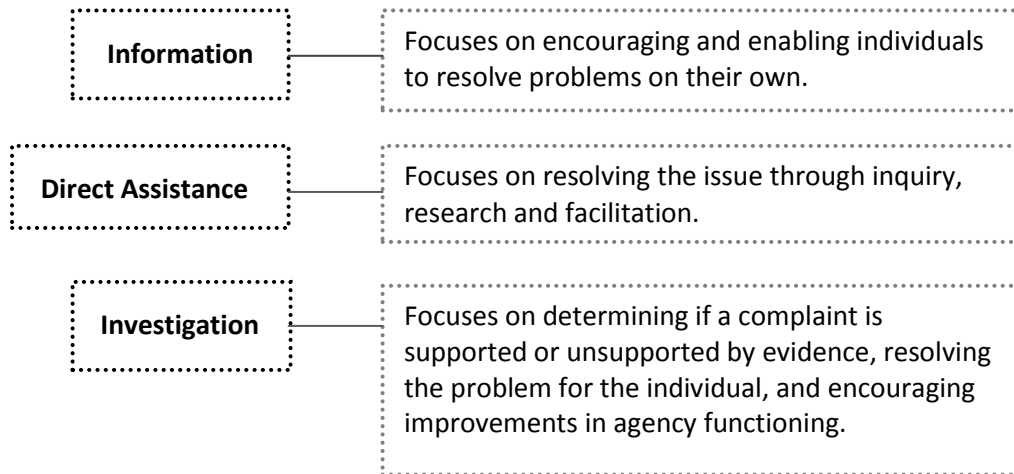 Information
Focuses on encouraging and enabling individuals
to resolve problems on their own.
Direct Assistance
Focuses on resolving the issue through inquiry,
research and facilitation.
Investigation
Focuses on determining if a complaint is
supported or unsupported by evidence, resolving
the problem for the individual, and encouraging
improvements in agency functioning.